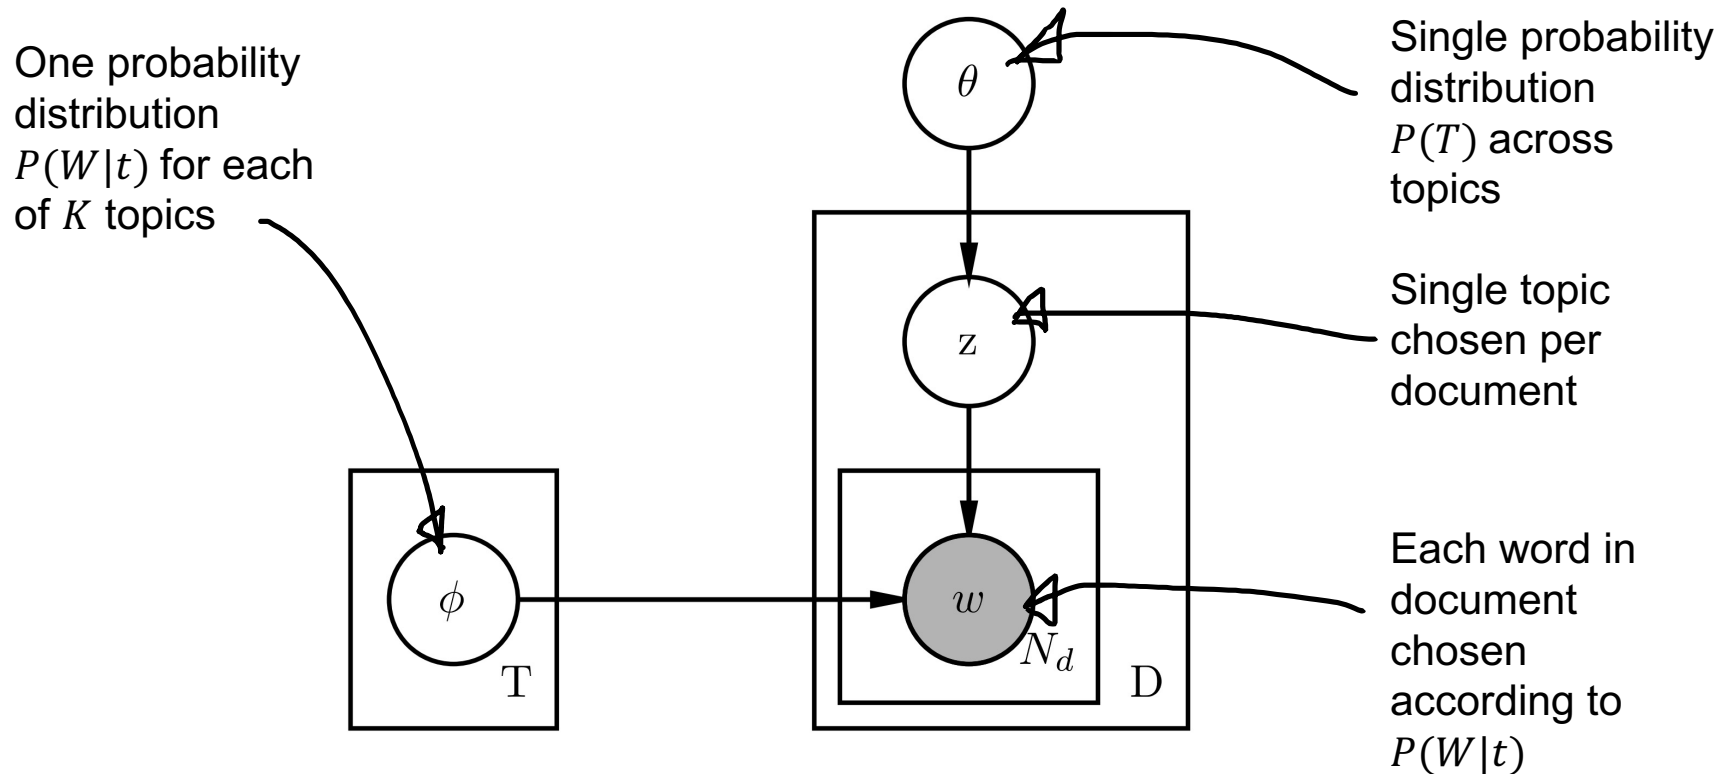 One probability
distribution
P(W|t) for each
of K topics
θ
Single probability
distribution
P(T) across
topics
z
Single topic
chosen per
document
ϕ
T
w
N_d
D
Each word in
document
chosen
according to
P(W|t)